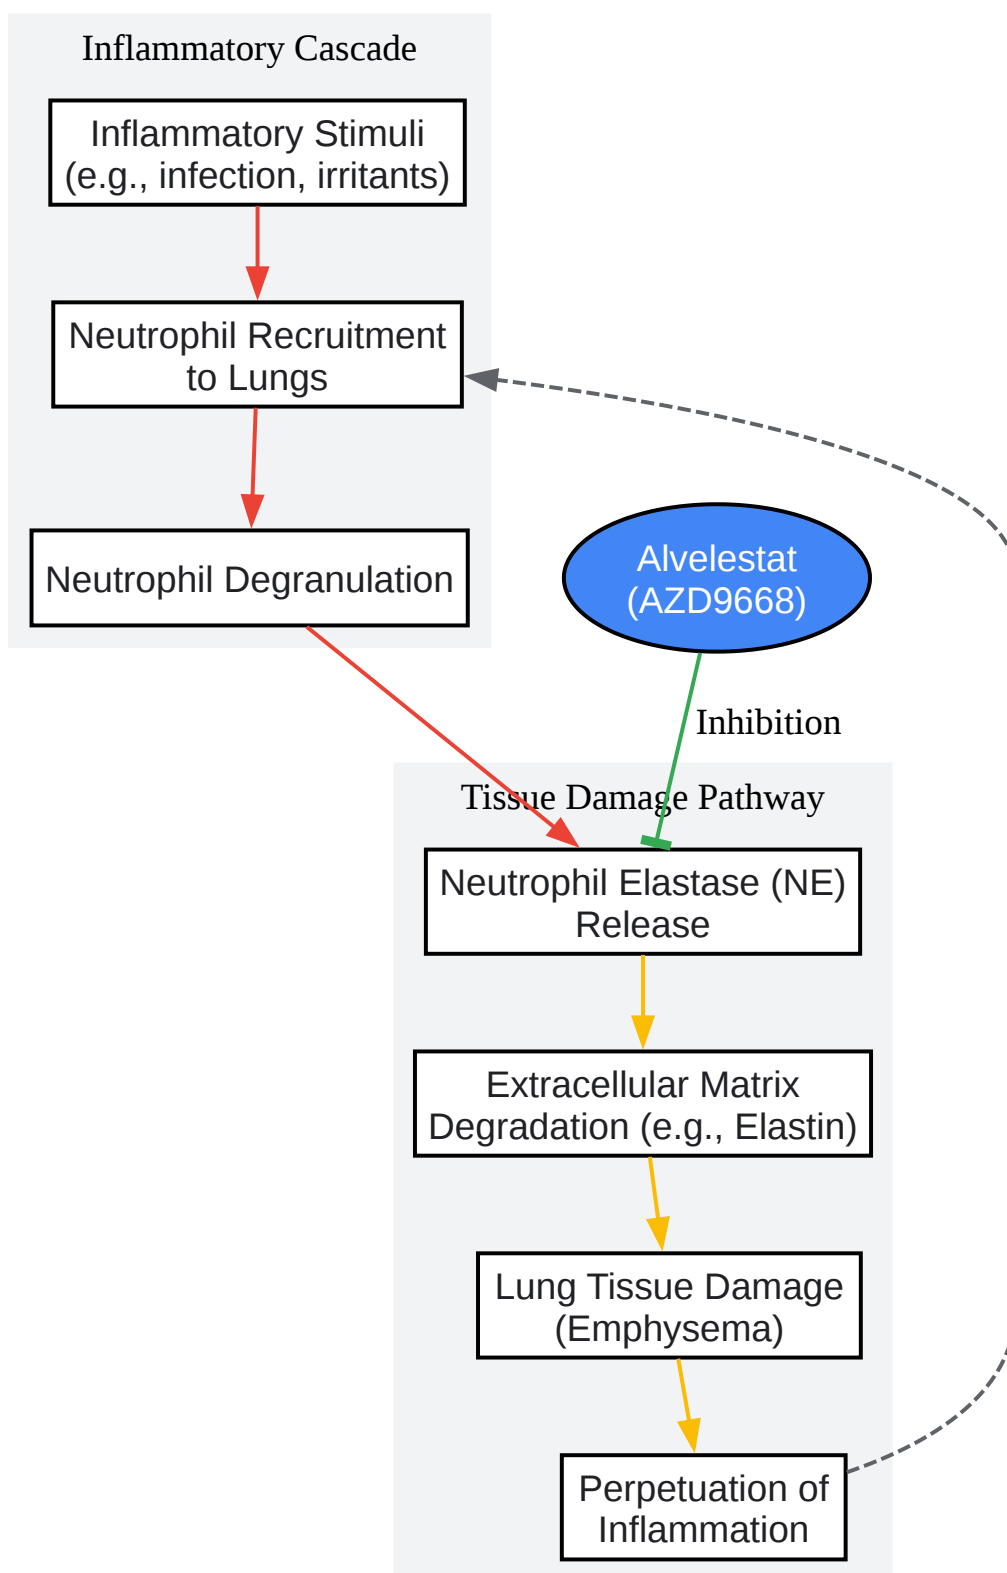 Inflammatory Cascade
Inflammatory Stimuli
(e.g., infection, irritants)
Neutrophil Recruitment
to Lungs
Neutrophil Degranulation
Alvelestat
(AZD9668)
Inhibition
Tissue Damage Pathway
Neutrophil Elastase (NE)
Release
Extracellular Matrix
Degradation (e.g., Elastin)
Lung Tissue Damage
(Emphysema)
Perpetuation of
Inflammation